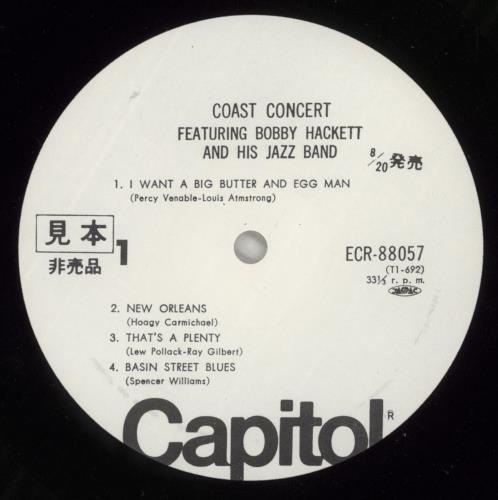 COAST CONCERT
FEATURING BOBBY HACKETT
AND HIS JAZZ BAND
8/20発売
1. I WANT A BIG BUTTER AND EGG MAN
(Percy Venable-Louis Atmstrong)
見本
非売品
1
ECR-88057
(T1-692)
33⅓ r. p. m.
2. NEW ORLEANS
(Hoagy Carmichael)
3. THAT'S A PLENTY
(Lew Pollack-Ray Gilbert)
4. BASIN STREET BLUES
(Spencer Williams)
Capitol®